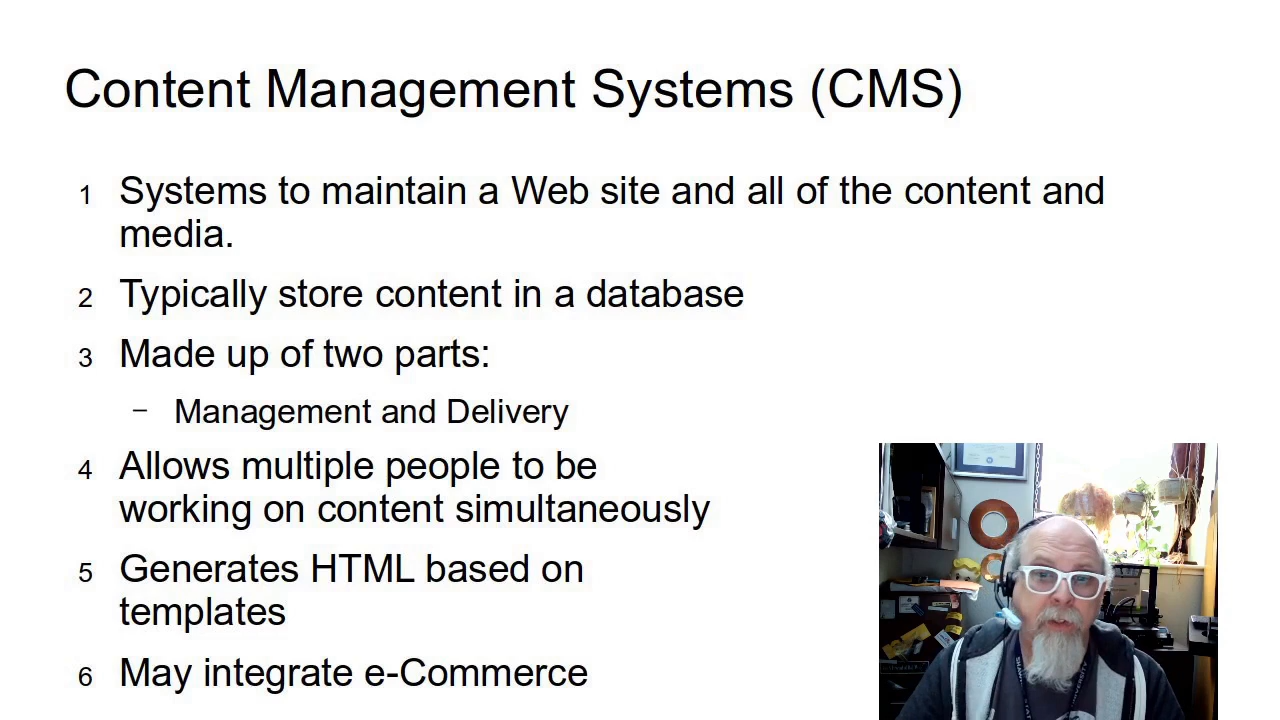 Content Management Systems (CMS)
1 Systems to maintain a Web site and all of the content and
media.
2 Typically store content in a database
3 Made up of two parts:
– Management and Delivery
4 Allows multiple people to be
working on content simultaneously
5 Generates HTML based on
templates
6 May integrate e-Commerce